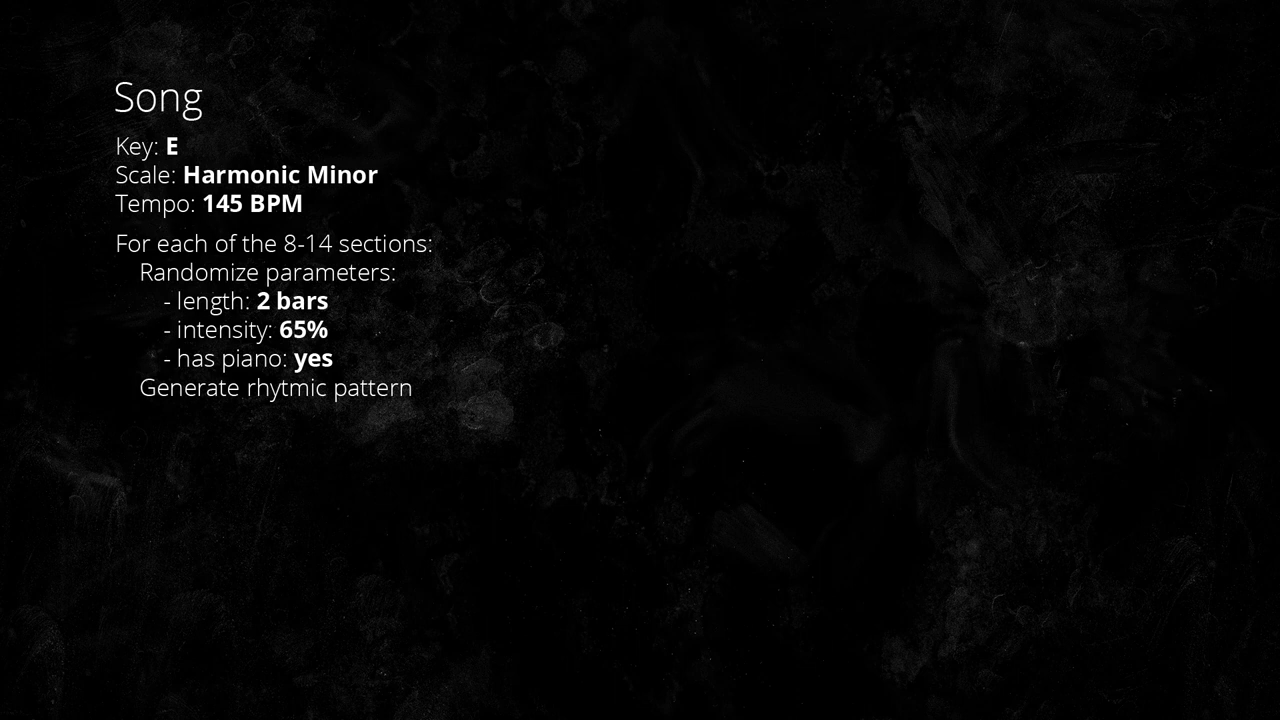 Song
Key: E
Scale: Harmonic Minor
Tempo: 145 BPM
For each of the 8-14 sections:
Randomize parameters:
- length: 2 bars
- intensity: 65%
- has piano: yes
Generate rhytmic pattern